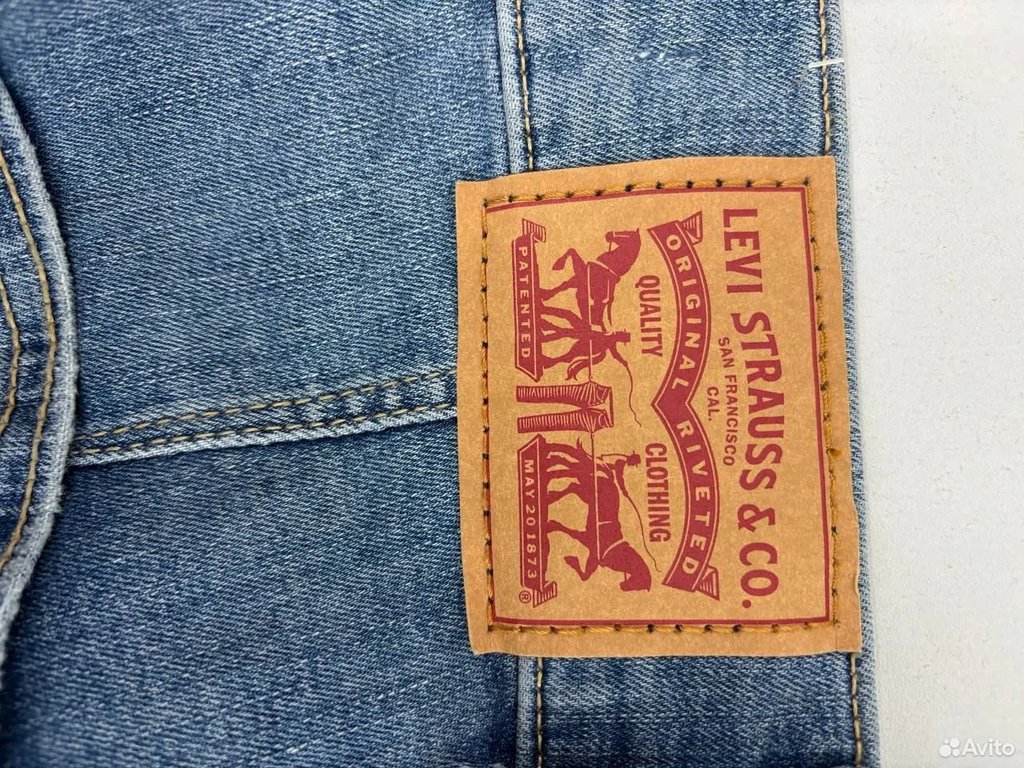 LEVI STRAUSS & CO.
SAN FRANCISCO
CAL.
ORIGINAL RIVETED
QUALITY CLOTHING
PATENTED
MAY 20 1873
®
Avito